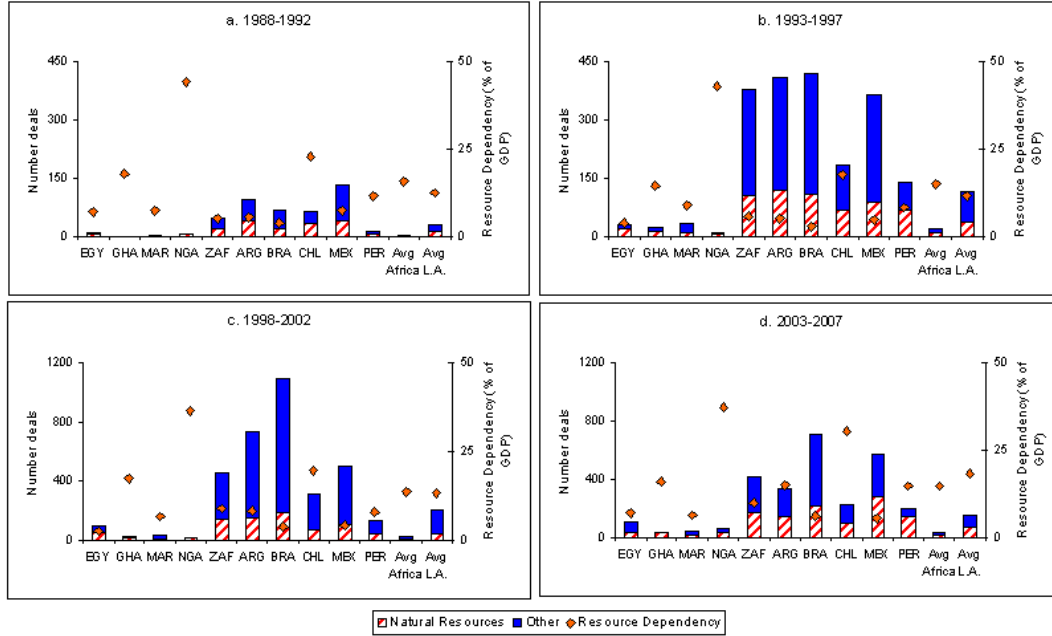 a. 1988-1992
450
300
150
0
50
25
0
Number deals
Resource Dependency (% of
GDP)
EGY GHA MAR NGA ZAF ARG BRA CHL MEX PER Avg Avg
Africa L.A.
b. 1993-1997
450
300
150
0
50
25
0
Number deals
Resource Dependency (% of
GDP)
EGY GHA MAR NGA ZAF ARG BRA CHL MEX PER Avg Avg
Africa L.A.
c. 1998-2002
1200
800
400
0
50
25
0
Number deals
Resource Dependency (% of
GDP)
EGY GHA MAR NGA ZAF ARG BRA CHL MEX PER Avg Avg
Africa L.A.
d. 2003-2007
1200
800
400
0
50
25
0
Number deals
Resource Dependency (% of
GDP)
EGY GHA MAR NGA ZAF ARG BRA CHL MEX PER Avg Avg
Africa L.A.
Natural Resources Other Resource Dependency